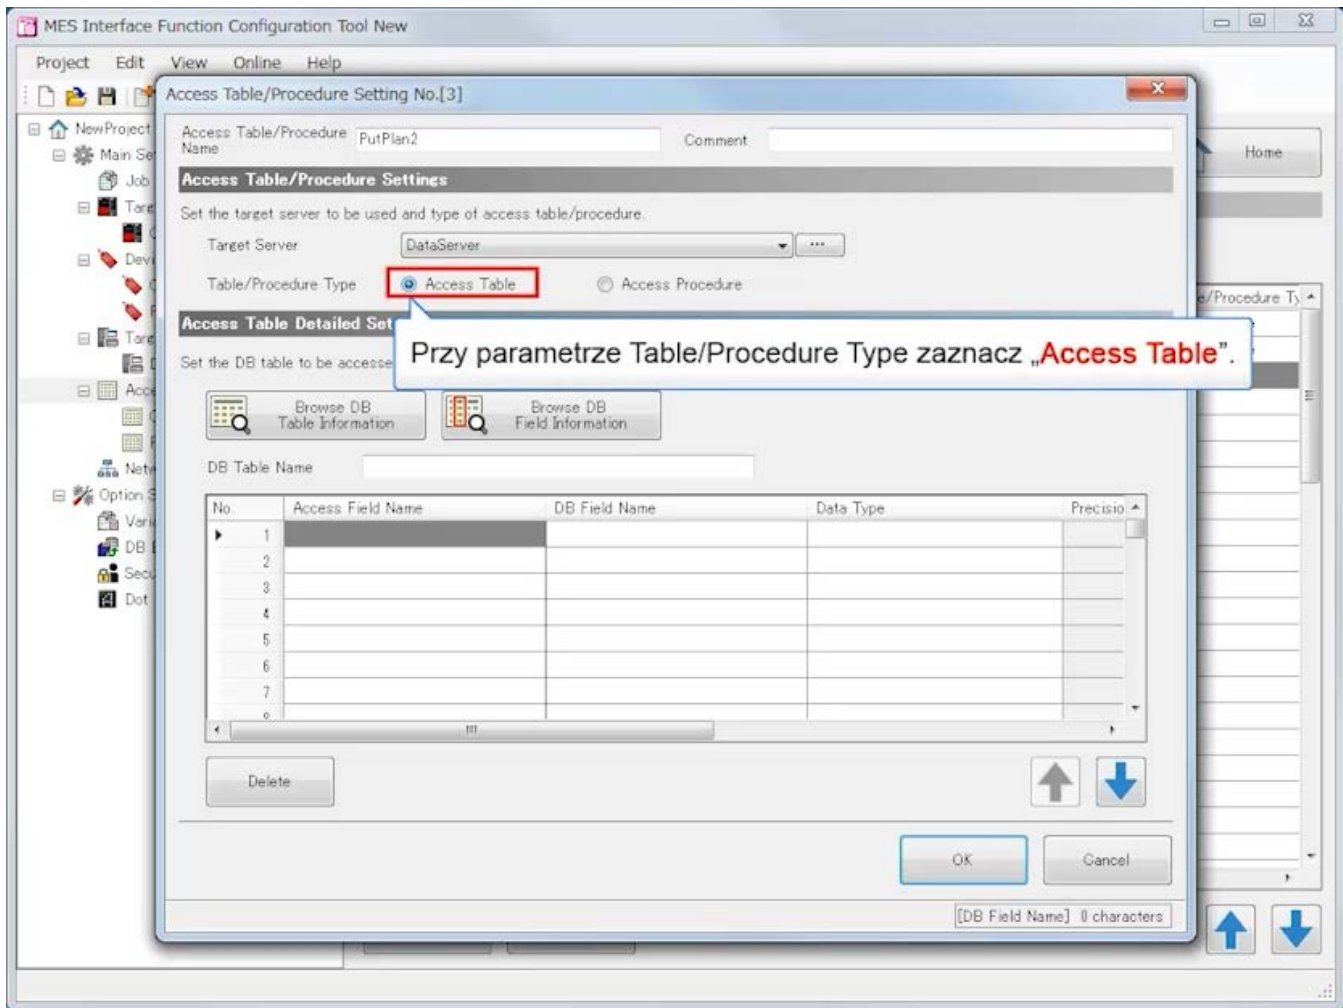 MES Interface Function Configuration Tool New
Project Edit View Online Help
Access Table/Procedure Setting No.[3]
NewProject
Main Se
Job
Targ
Devi
Targ
Acce
Netw
Option S
Vari
DB E
Secu
Dot
Home
e/Procedure Ty
Access Table/Procedure
Name
PutPlan2
Comment
Access Table/Procedure Settings
Set the target server to be used and type of access table/procedure.
Target Server DataServer ...
Table/Procedure Type Access Table Access Procedure
Access Table Detailed Set
Przy parametrze Table/Procedure Type zaznacz „Access Table”.
Set the DB table to be accesse
Browse DB
Table Information
Browse DB
Field Information
DB Table Name
No. Access Field Name DB Field Name Data Type Precisio
1
2
3
4
5
6
7
Delete
OK Cancel
[DB Field Name] 0 characters